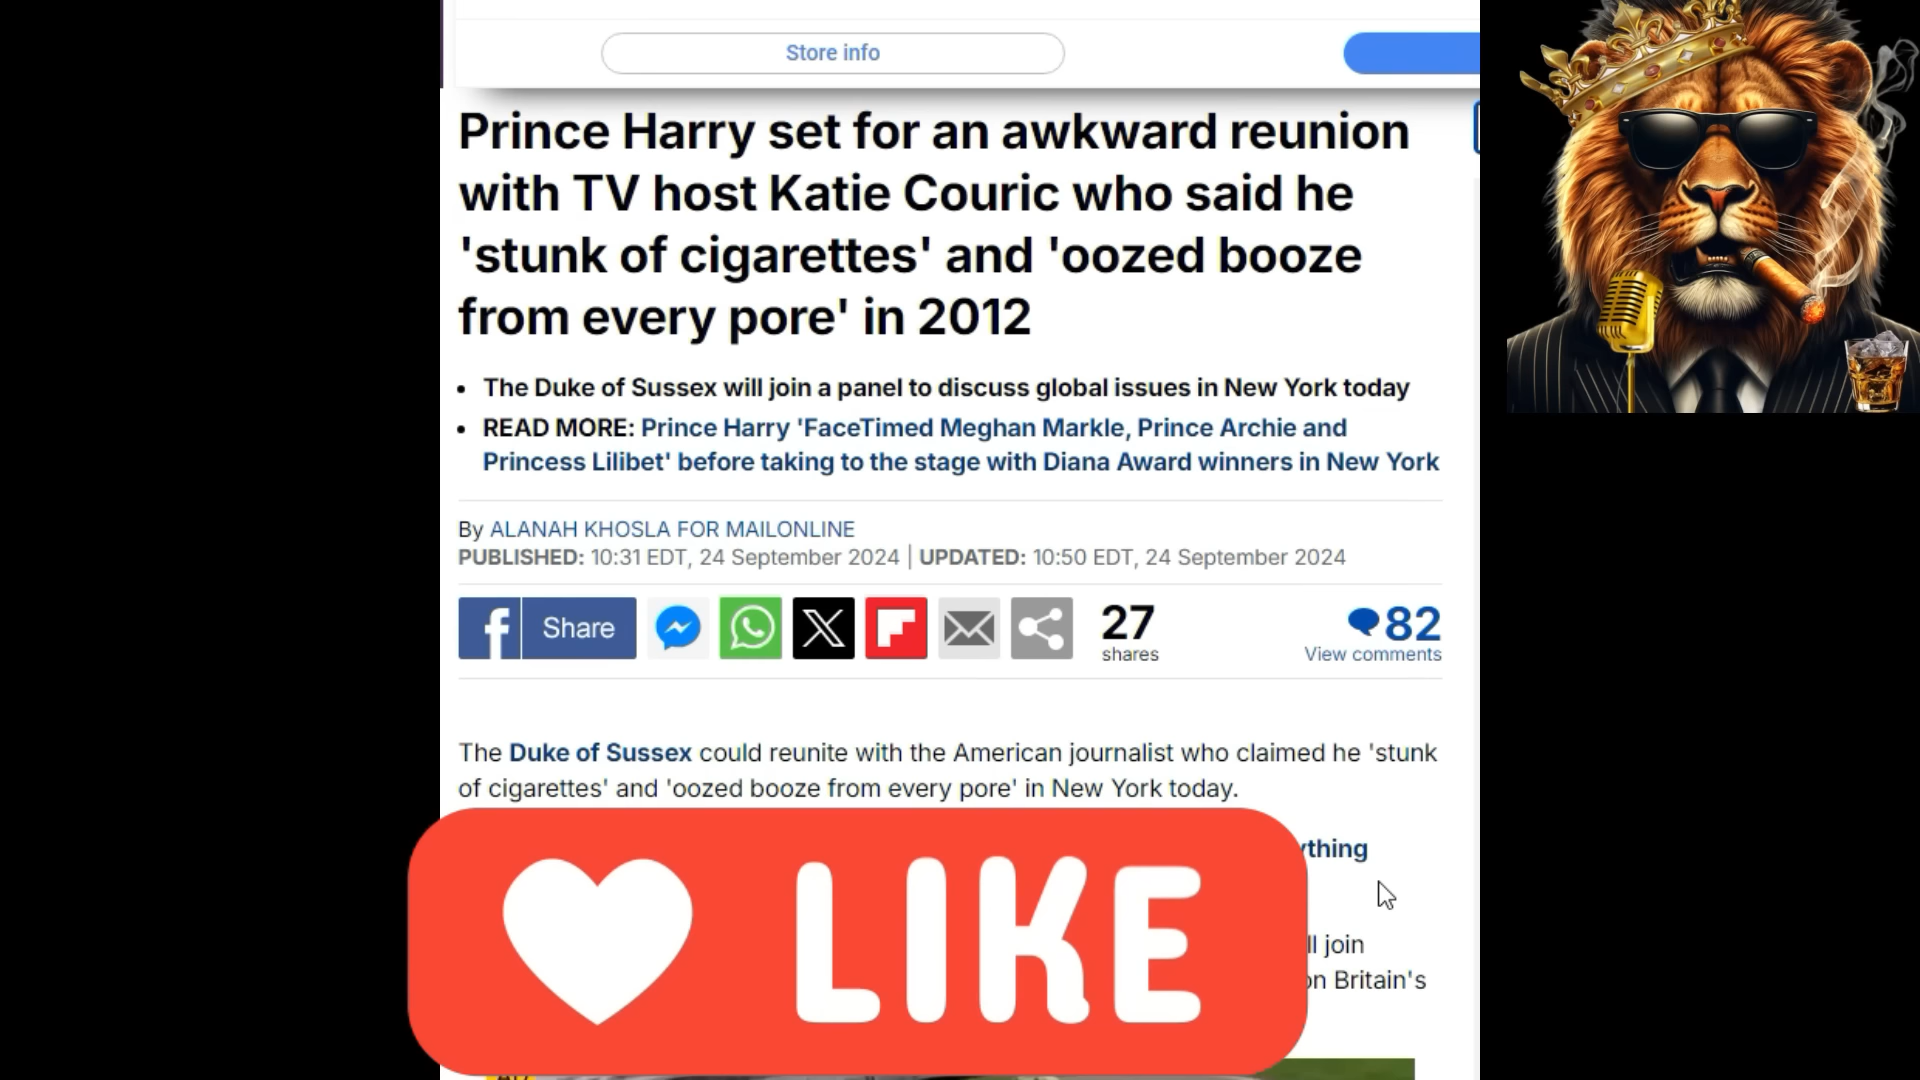 Store info
Prince Harry set for an awkward reunion
with TV host Katie Couric who said he
'stunk of cigarettes' and 'oozed booze
from every pore' in 2012
• The Duke of Sussex will join a panel to discuss global issues in New York today
• READ MORE: Prince Harry 'FaceTimed Meghan Markle, Prince Archie and
Princess Lilibet' before taking to the stage with Diana Award winners in New York
By ALANAH KHOSLA FOR MAILONLINE
PUBLISHED: 10:31 EDT, 24 September 2024 | UPDATED: 10:50 EDT, 24 September 2024
f Share
27
shares
82
View comments
The Duke of Sussex could reunite with the American journalist who claimed he 'stunk
of cigarettes' and 'oozed booze from every pore' in New York today.
LIKE
join
Britain's